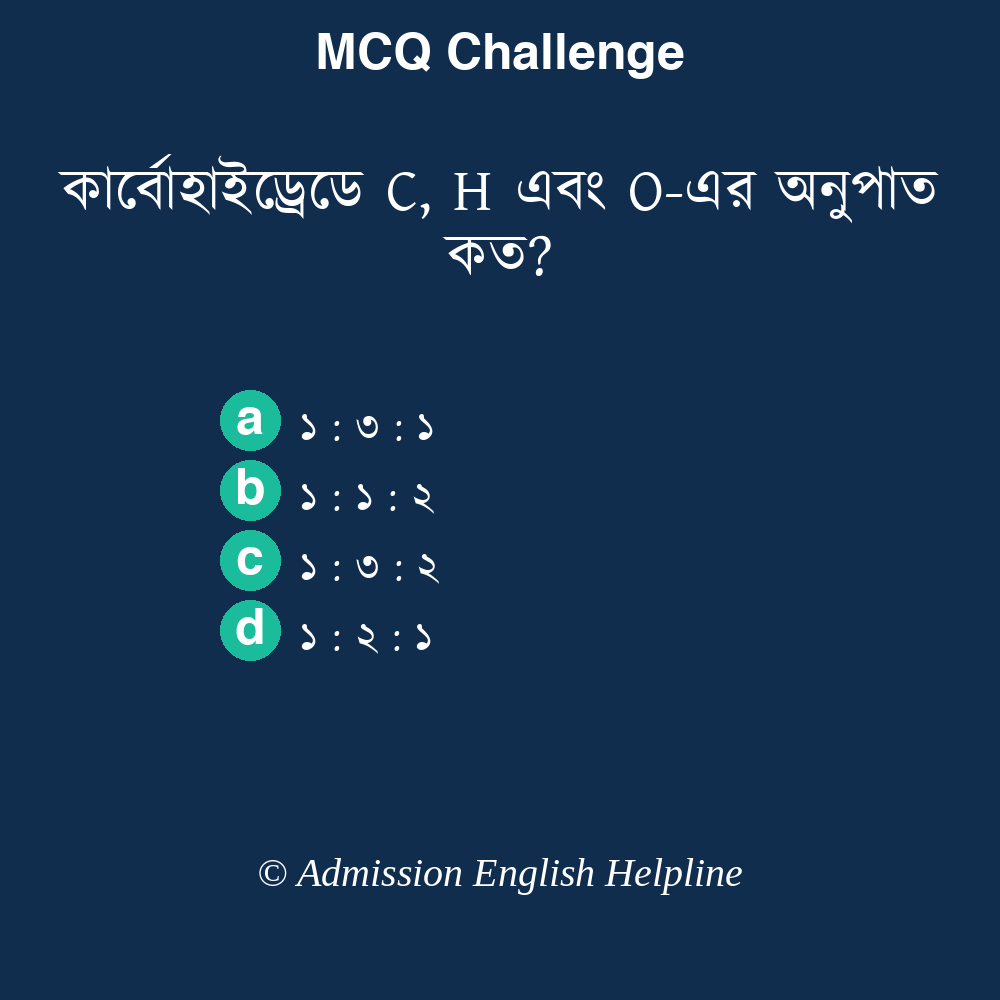 MCQ Challenge
কার্বোহাইড্রেডে C, H এবং O-এর অনুপাত
কত?
a ১ : ৩ : ১
b ১ : ১ : ২
c ১ : ৩ : ২
d ১ : ২ : ১
© Admission English Helpline